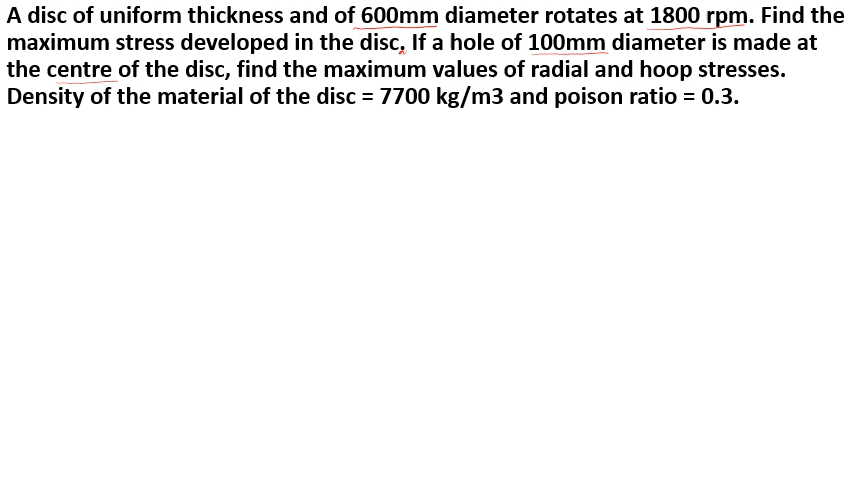 A disc of uniform thickness and of 600mm diameter rotates at 1800 rpm. Find the
maximum stress developed in the disc. If a hole of 100mm diameter is made at
the centre of the disc, find the maximum values of radial and hoop stresses.
Density of the material of the disc = 7700 kg/m3 and poison ratio = 0.3.